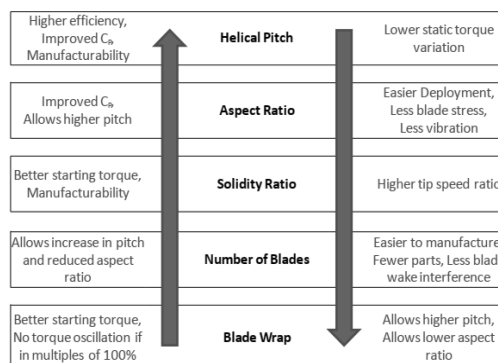 Higher efficiency,
Improved Cₚ,
Manufacturability
Helical Pitch
Lower static torque
variation
Improved Cₚ,
Allows higher pitch
Aspect Ratio
Easier Deployment,
Less blade stress,
Less vibration
Better starting torque,
Manufacturability
Solidity Ratio
Higher tip speed ratio
Allows increase in pitch
and reduced aspect
ratio
Number of Blades
Easier to manufacture
Fewer parts, Less blad
wake interference
Better starting torque,
No torque oscillation if
in multiples of 100%
Blade Wrap
Allows higher pitch,
Allows lower aspect
ratio